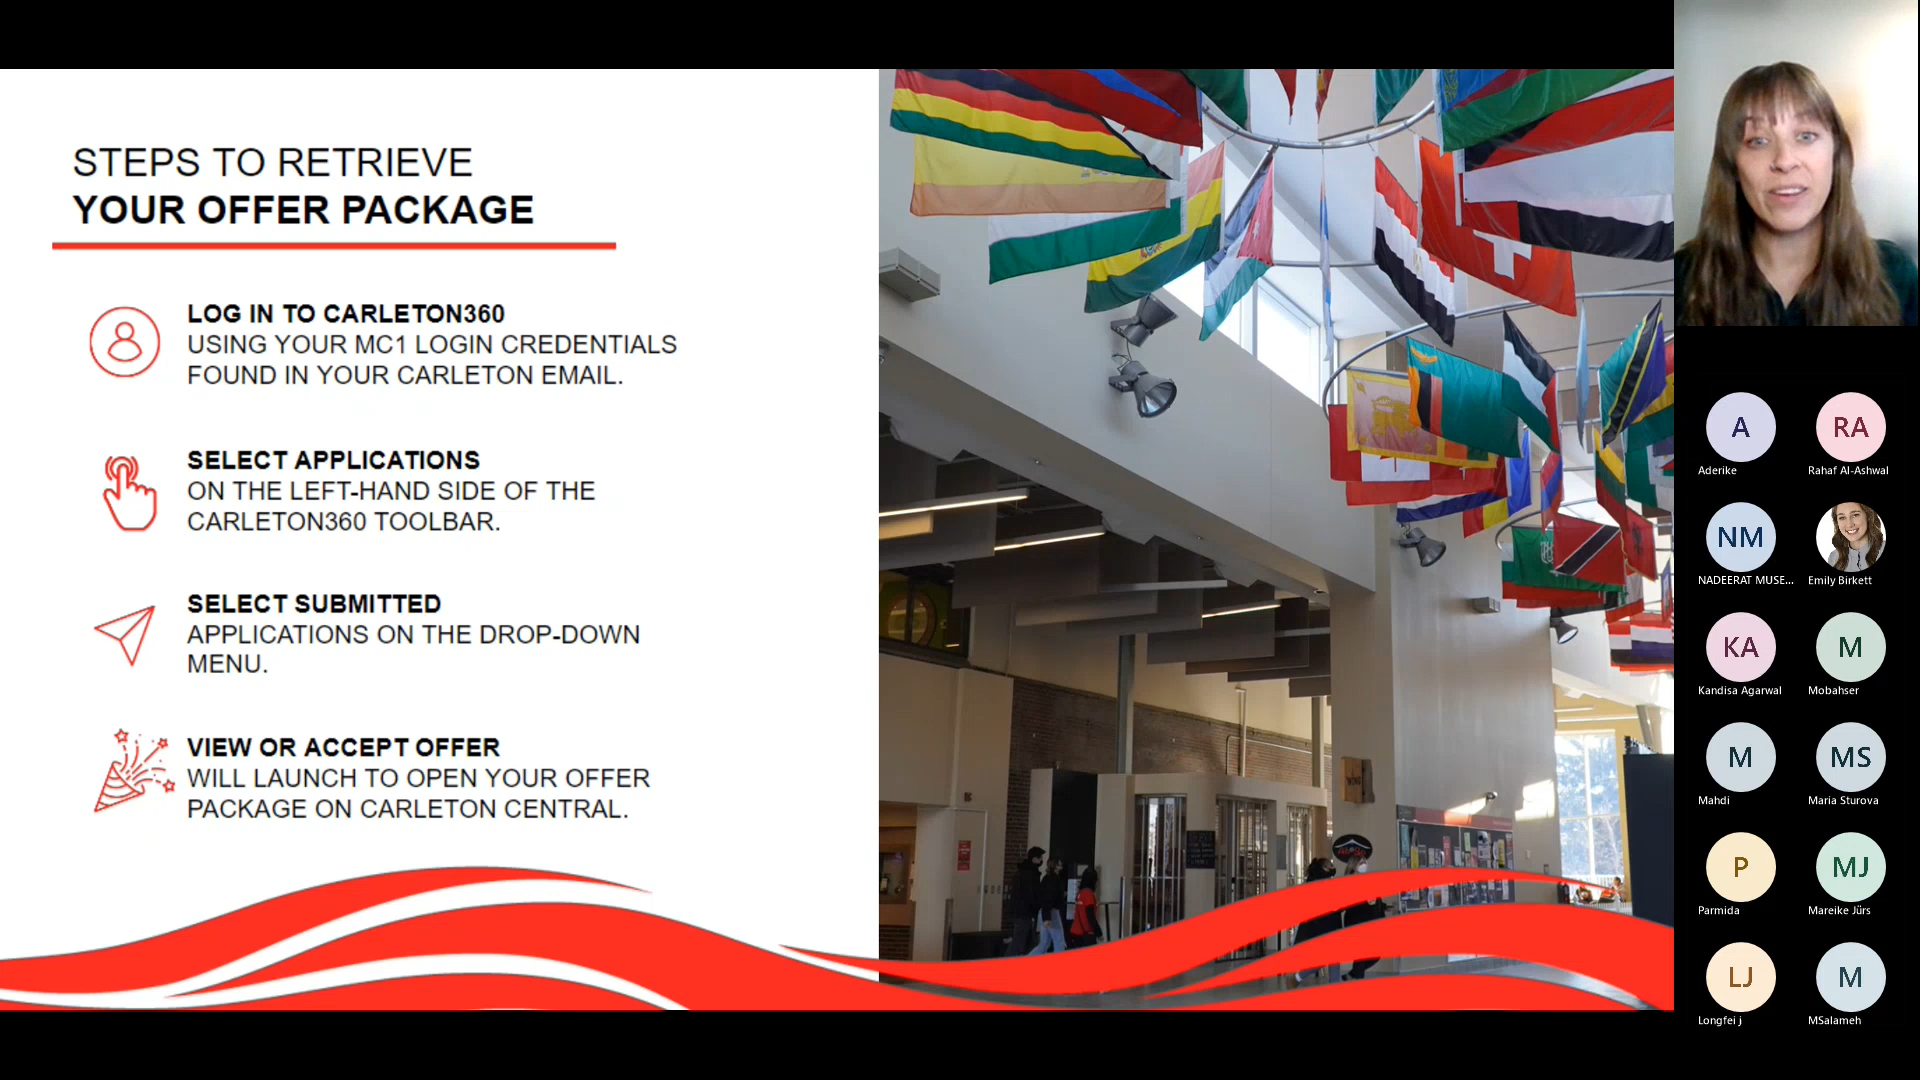 STEPS TO RETRIEVE
YOUR OFFER PACKAGE
LOG IN TO CARLETON360
USING YOUR MC1 LOGIN CREDENTIALS
FOUND IN YOUR CARLETON EMAIL.
SELECT APPLICATIONS
ON THE LEFT-HAND SIDE OF THE
CARLETON360 TOOLBAR.
SELECT SUBMITTED
APPLICATIONS ON THE DROP-DOWN
MENU.
VIEW OR ACCEPT OFFER
WILL LAUNCH TO OPEN YOUR OFFER
PACKAGE ON CARLETON CENTRAL.
A
Aderike
RA
Rahaf Al-Ashwal
NM
NADEERAT MUSE...
Emily Birkett
KA
Kandisa Agarwal
M
Mobahser
M
Mahdi
MS
Maria Sturova
P
Parmida
MJ
Mareike Jürs
LJ
Longfei j
M
MSalameh